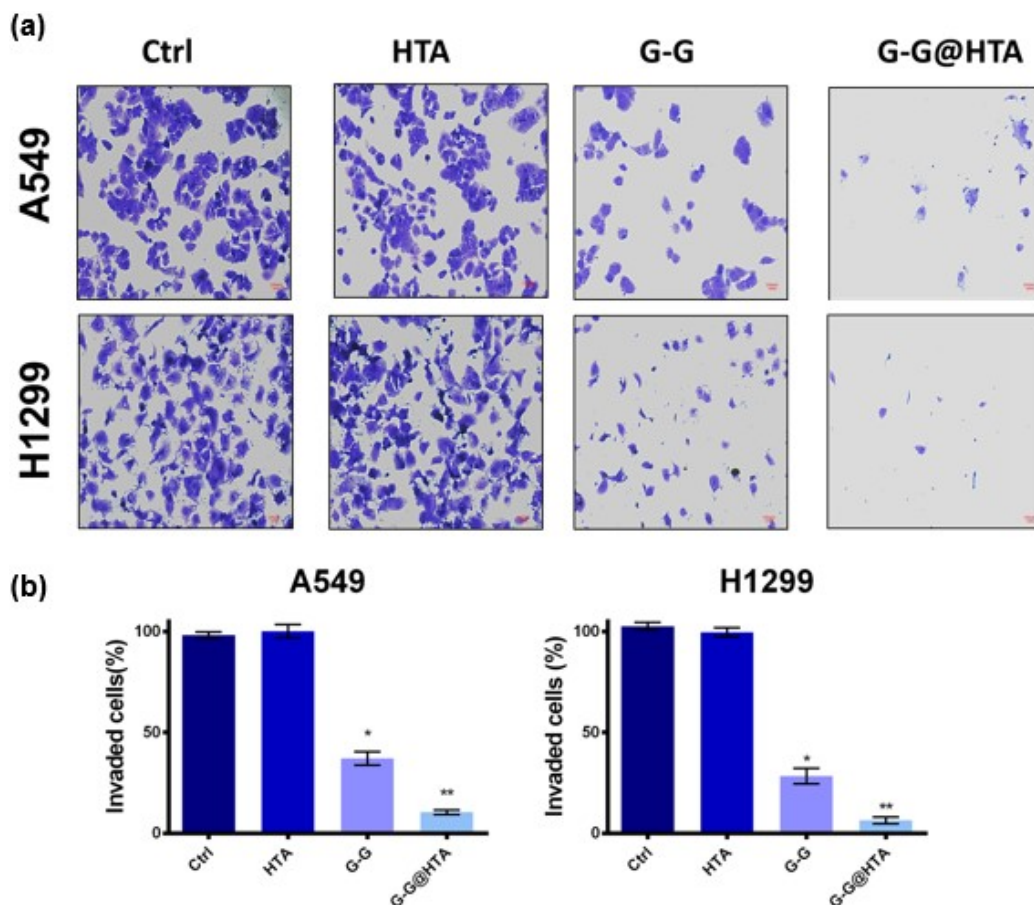 (a)
Ctrl HTA G-G G-G@HTA
A549
H1299
(b)
A549
Invaded cells(%)
100
50
0
*
**
Ctrl HTA G-G G-G@HTA
H1299
Invaded cells (%)
100
50
0
*
**
Ctrl HTA G-G G-G@HTA